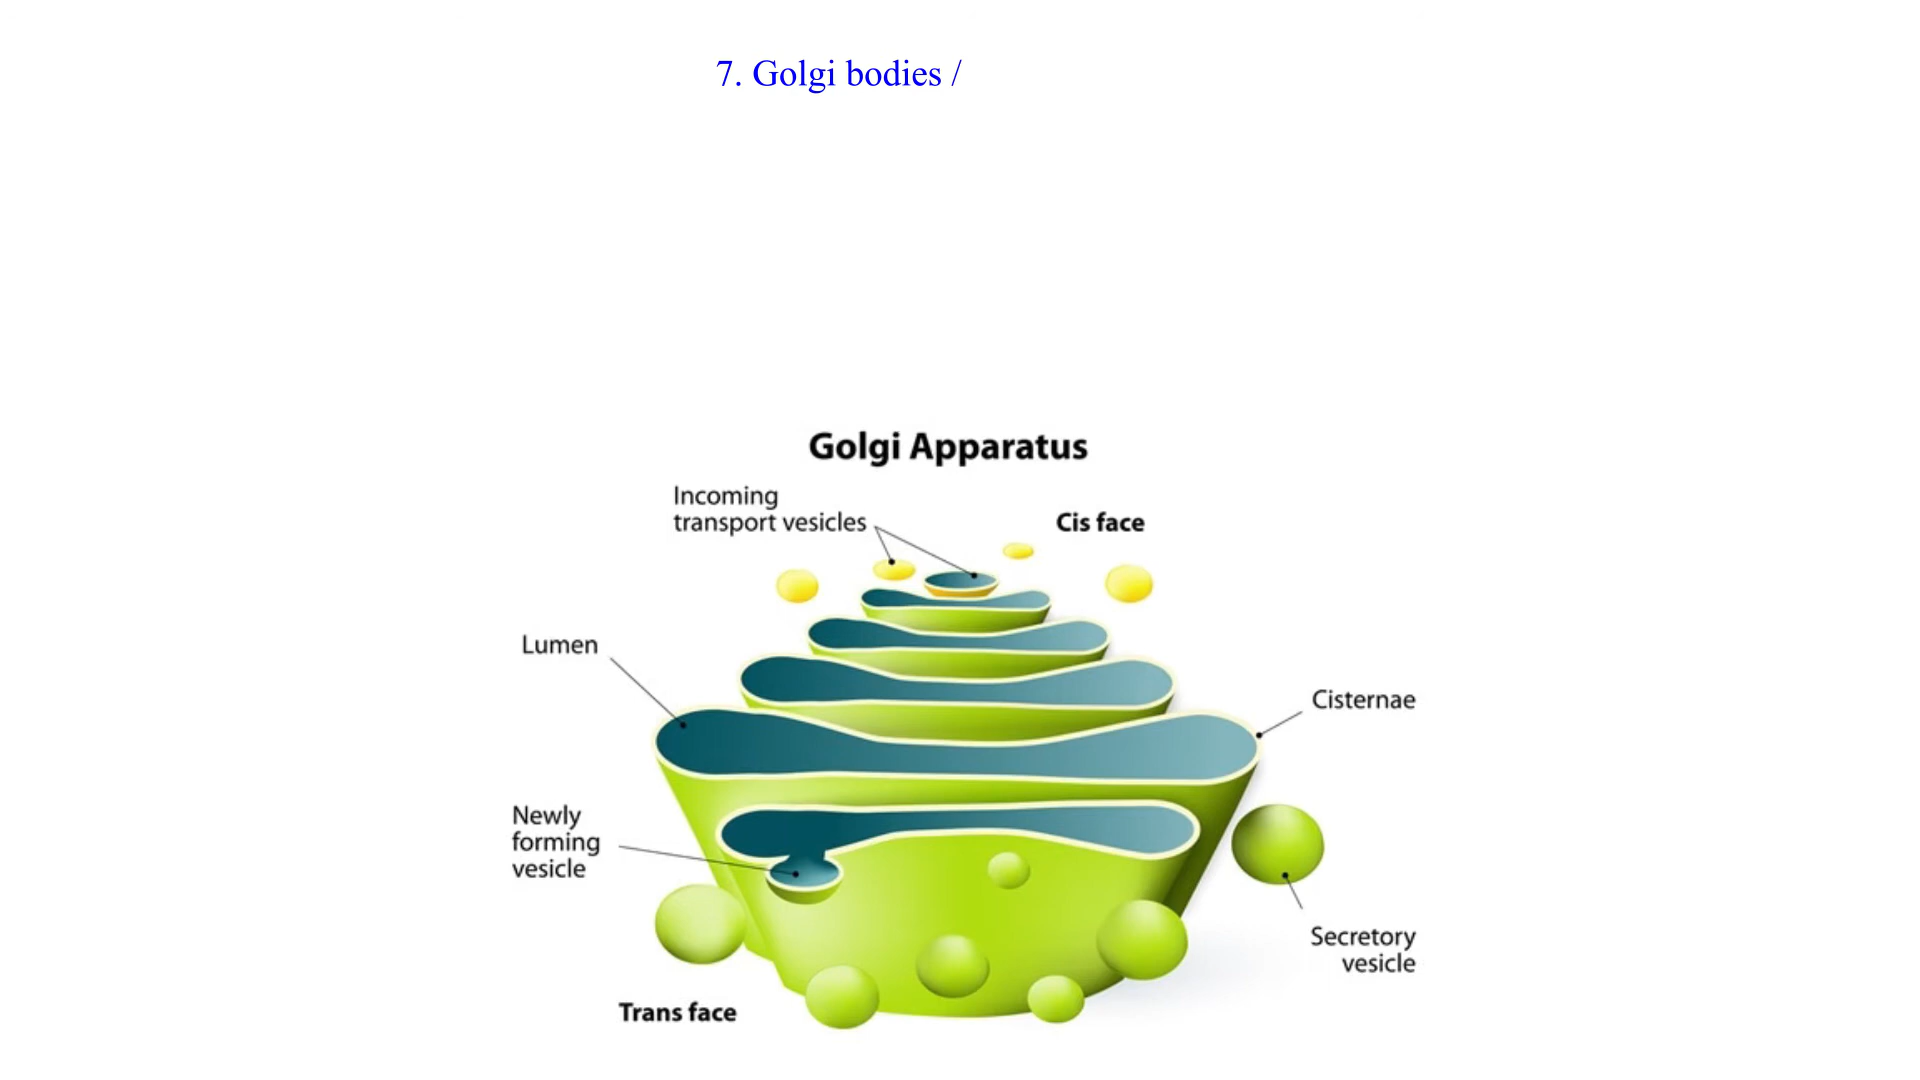 7. Golgi bodies /
Golgi Apparatus
Incoming
transport vesicles
Cis face
Lumen
Cisternae
Newly
forming
vesicle
Secretory
vesicle
Trans face